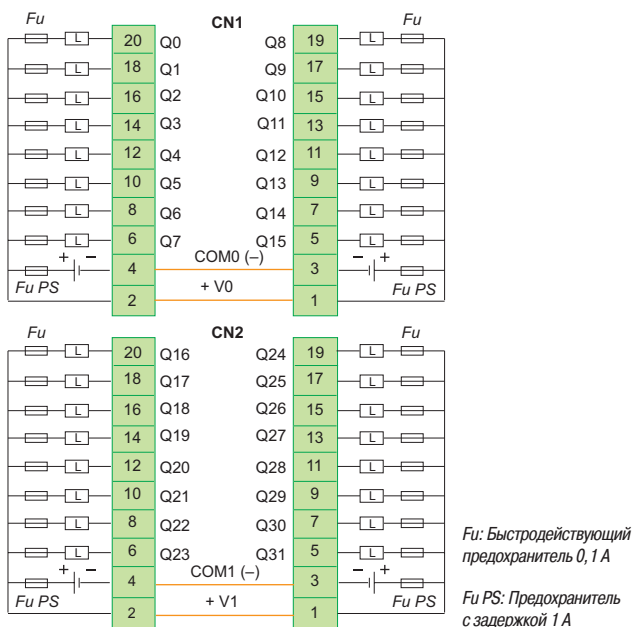 Fu CN1 Fu
L 20 Q0 Q8 19 L
L 18 Q1 Q9 17 L
L 16 Q2 Q10 15 L
L 14 Q3 Q11 13 L
L 12 Q4 Q12 11 L
L 10 Q5 Q13 9 L
L 8 Q6 Q14 7 L
L 6 Q7 Q15 5 L
+ − 4 COM0 (–) 3 − +
Fu PS 2 + V0 1 Fu PS
Fu CN2 Fu
L 20 Q16 Q24 19 L
L 18 Q17 Q25 17 L
L 16 Q18 Q26 15 L
L 14 Q19 Q27 13 L
L 12 Q20 Q28 11 L
L 10 Q21 Q29 9 L
L 8 Q22 Q30 7 L
L 6 Q23 Q31 5 L
+ − 4 COM1 (–) 3 − +
Fu PS 2 + V1 1 Fu PS
Fu: Быстродействующий
предохранитель 0,1 А
Fu PS: Предохранитель
с задержкой 1 А